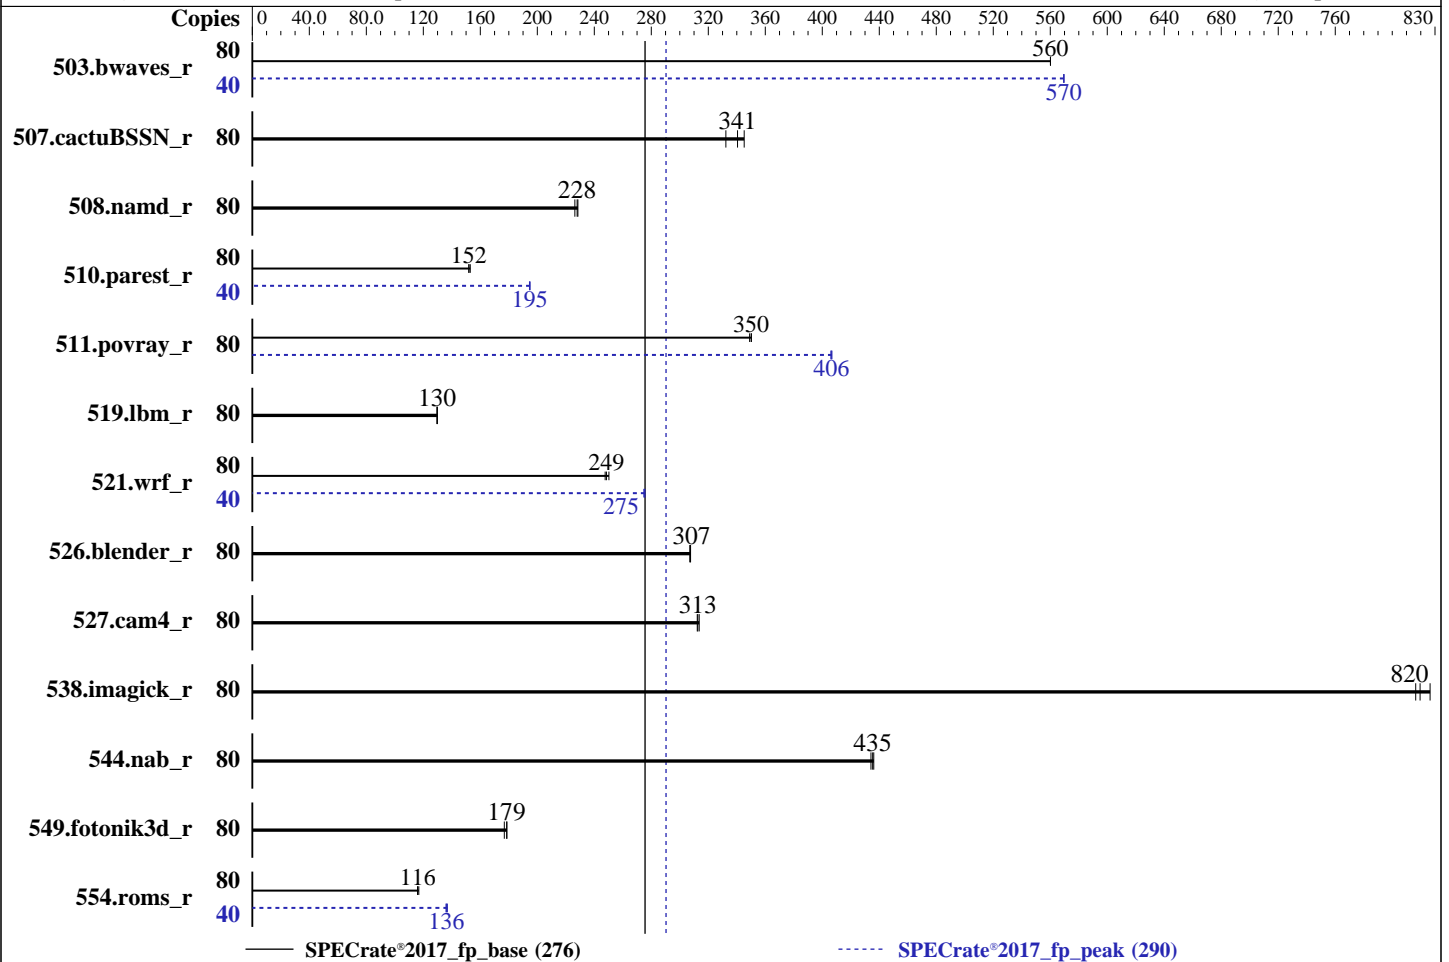 Copies 0 40.0 80.0 120 160 200 240 280 320 360 400 440 480 520 560 600 640 680 720 760 830
503.bwaves_r 80 560
40 570
507.cactuBSSN_r 80 341
508.namd_r 80 228
510.parest_r 80 152
40 195
511.povray_r 80 350
406
519.lbm_r 80 130
521.wrf_r 80 249
40 275
526.blender_r 80 307
527.cam4_r 80 313
538.imagick_r 80 820
544.nab_r 80 435
549.fotonik3d_r 80 179
554.roms_r 80 116
40 136
SPECrate®2017_fp_base (276) SPECrate®2017_fp_peak (290)